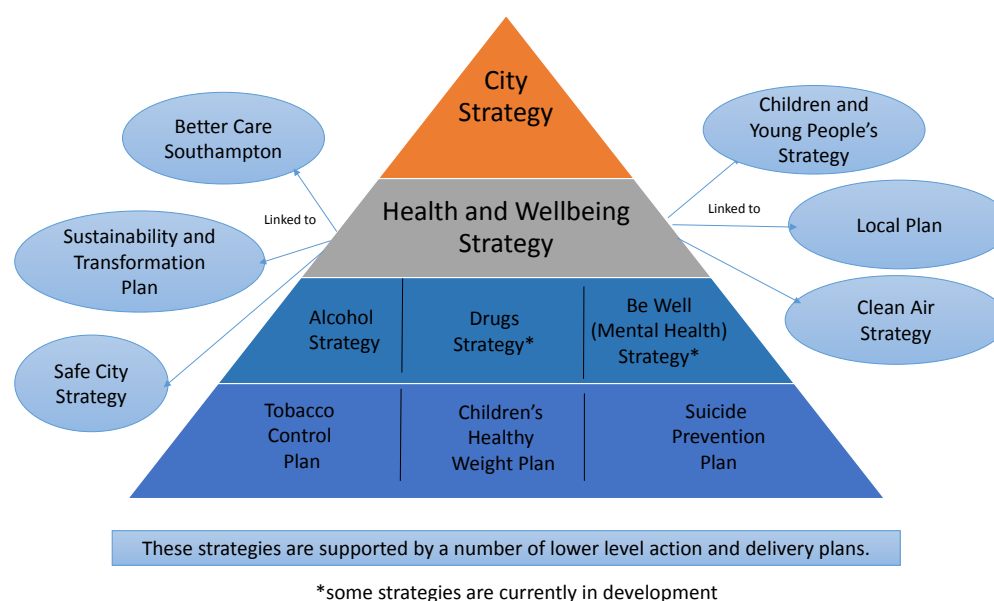 City
Strategy
Better Care
Southampton
Children and
Young People's
Strategy
Linked to
Health and Wellbeing
Strategy
Linked to
Sustainability and
Transformation
Plan
Local Plan
Clean Air
Strategy
Alcohol
Strategy
Drugs
Strategy*
Be Well
(Mental Health)
Strategy*
Safe City
Strategy
Tobacco
Control
Plan
Children's
Healthy
Weight Plan
Suicide
Prevention
Plan
These strategies are supported by a number of lower level action and delivery plans.
*some strategies are currently in development